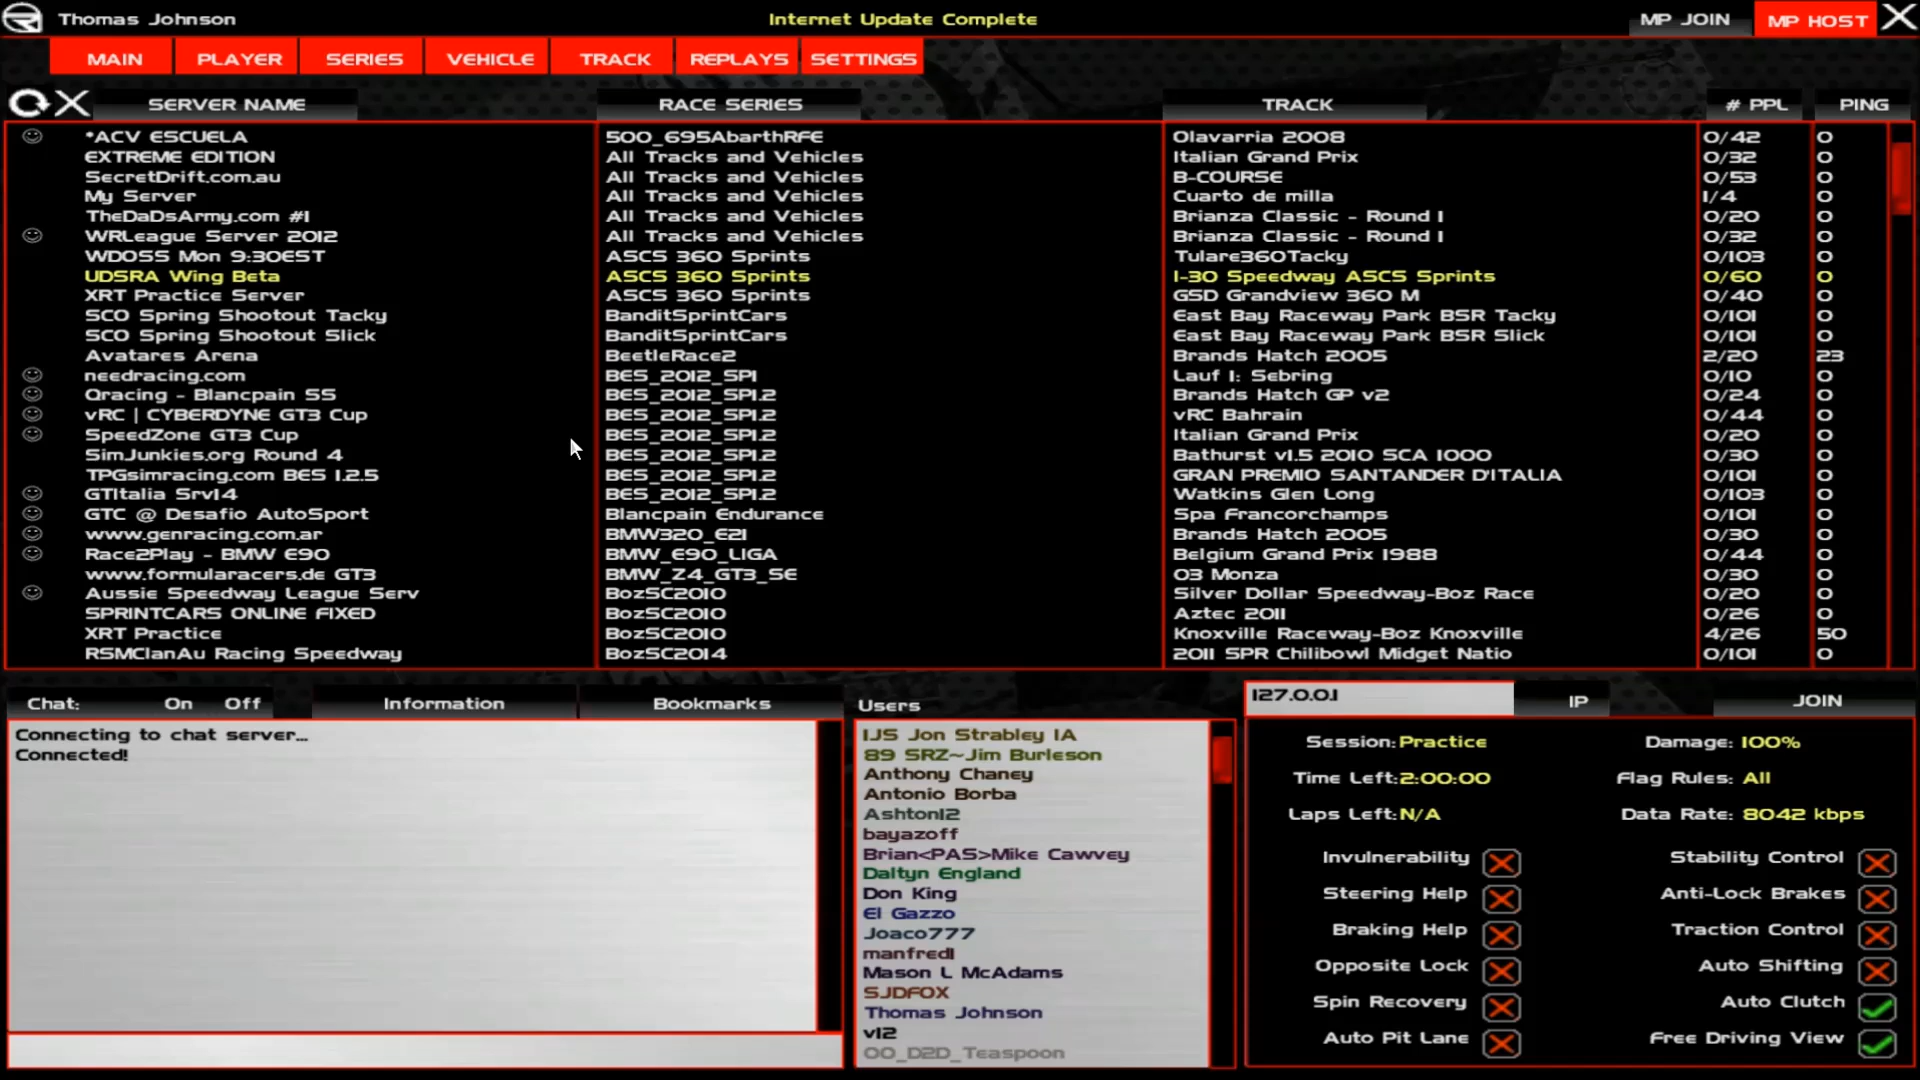 Thomas Johnson Internet Update Complete MP JOIN MP HOST
MAIN PLAYER SERIES VEHICLE TRACK REPLAYS SETTINGS
SERVER NAME RACE SERIES TRACK # PPL PING
*ACV ESCUELA 500_695AbarthRFE Olavarria 2008 0/42 0
EXTREME EDITION All Tracks and Vehicles Italian Grand Prix 0/32 0
SecretDrift.com.au All Tracks and Vehicles B-COURSE 0/53 0
My Server All Tracks and Vehicles Cuarto de milla 1/4 0
TheDaDsArmy.com #1 All Tracks and Vehicles Brianza Classic - Round 1 0/20 0
WRLeague Server 2012 All Tracks and Vehicles Brianza Classic - Round 1 0/32 0
WDOSS Mon 9:30EST ASCS 360 Sprints Tulare360Tacky 0/103 0
UDSRA Wing Beta ASCS 360 Sprints I-30 Speedway ASCS Sprints 0/60 0
XRT Practice Server ASCS 360 Sprints GSD Grandview 360 M 0/40 0
SCO Spring Shootout Tacky BanditSprintCars East Bay Raceway Park BSR Tacky 0/101 0
SCO Spring Shootout Slick BanditSprintCars East Bay Raceway Park BSR Slick 0/101 0
Avatares Arena BeetleRace2 Brands Hatch 2005 2/20 23
needracing.com BES_2012_SP1 Lauf 1: Sebring 0/10 0
Qracing - Blancpain SS BES_2012_SP1.2 Brands Hatch GP v2 0/24 0
vRC | CYBERDYNE GT3 Cup BES_2012_SP1.2 vRC Bahrain 0/44 0
SpeedZone GT3 Cup BES_2012_SP1.2 Italian Grand Prix 0/20 0
SimJunkies.org Round 4 BES_2012_SP1.2 Bathurst v1.5 2010 SCA 1000 0/30 0
TPGsimracing.com BES 1.2.5 BES_2012_SP1.2 GRAN PREMIO SANTANDER D'ITALIA 0/101 0
GTItalia Srv14 BES_2012_SP1.2 Watkins Glen Long 0/103 0
GTC @ Desafio AutoSport Blancpain Endurance Spa Francorchamps 0/101 0
www.genracing.com.ar BMW320_E21 Brands Hatch 2005 0/30 0
Race2Play - BMW E90 BMW_E90_LIGA Belgium Grand Prix 1988 0/44 0
www.formularacers.de GT3 BMW_Z4_GT3_SE 03 Monza 0/30 0
Aussie Speedway League Serv BozSC2010 Silver Dollar Speedway-Boz Race 0/20 0
SPRINTCARS ONLINE FIXED BozSC2010 Aztec 2011 0/26 0
XRT Practice BozSC2010 Knoxville Raceway-Boz Knoxville 4/26 50
RSMClanAu Racing Speedway BozSC2014 2011 SPR Chilibowl Midget Natio 0/101 0
Chat: On Off Information Bookmarks
Connecting to chat server...
Connected!
Users
IJS Jon Strabley IA
89 SRZ~Jim Burleson
Anthony Chaney
Antonio Borba
Ashton12
bayazoff
Brian<PAS>Mike Cawvey
Daltyn England
Don King
El Gazzo
Joaco777
manfredl
Mason L McAdams
SJDFOX
Thomas Johnson
v12
OO_D2D_Teaspoon
127.0.0.1 IP JOIN
Session: Practice Damage: 100%
Time Left: 2:00:00 Flag Rules: All
Laps Left: N/A Data Rate: 8042 kbps
Invulnerability Stability Control
Steering Help Anti-Lock Brakes
Braking Help Traction Control
Opposite Lock Auto Shifting
Spin Recovery Auto Clutch
Auto Pit Lane Free Driving View